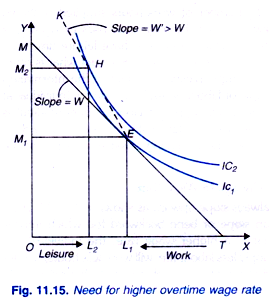 K
Y
Slope = W' > W
M
M2
H
Slope = W
M1
E
IC2
Ic1
O
L2
L1
T
X
Leisure
Work
Fig. 11.15. Need for higher overtime wage rate